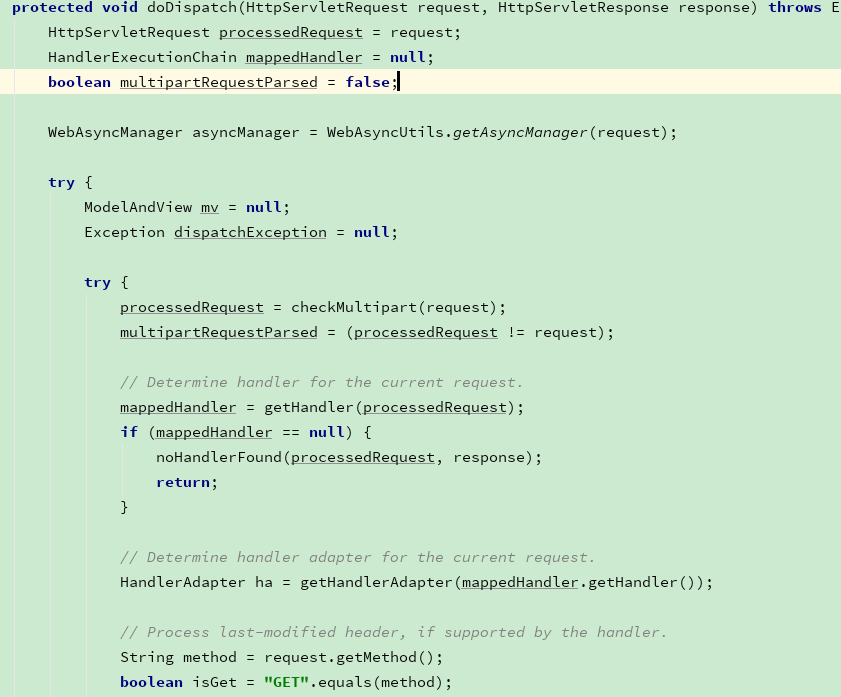 protected void doDispatch(HttpServletRequest request, HttpServletResponse response) throws E
HttpServletRequest processedRequest = request;
HandlerExecutionChain mappedHandler = null;
boolean multipartRequestParsed = false;
WebAsyncManager asyncManager = WebAsyncUtils.getAsyncManager(request);
try {
ModelAndView mv = null;
Exception dispatchException = null;
try {
processedRequest = checkMultipart(request);
multipartRequestParsed = (processedRequest != request);
// Determine handler for the current request.
mappedHandler = getHandler(processedRequest);
if (mappedHandler == null) {
noHandlerFound(processedRequest, response);
return;
}
// Determine handler adapter for the current request.
HandlerAdapter ha = getHandlerAdapter(mappedHandler.getHandler());
// Process last-modified header, if supported by the handler.
String method = request.getMethod();
boolean isGet = "GET".equals(method);